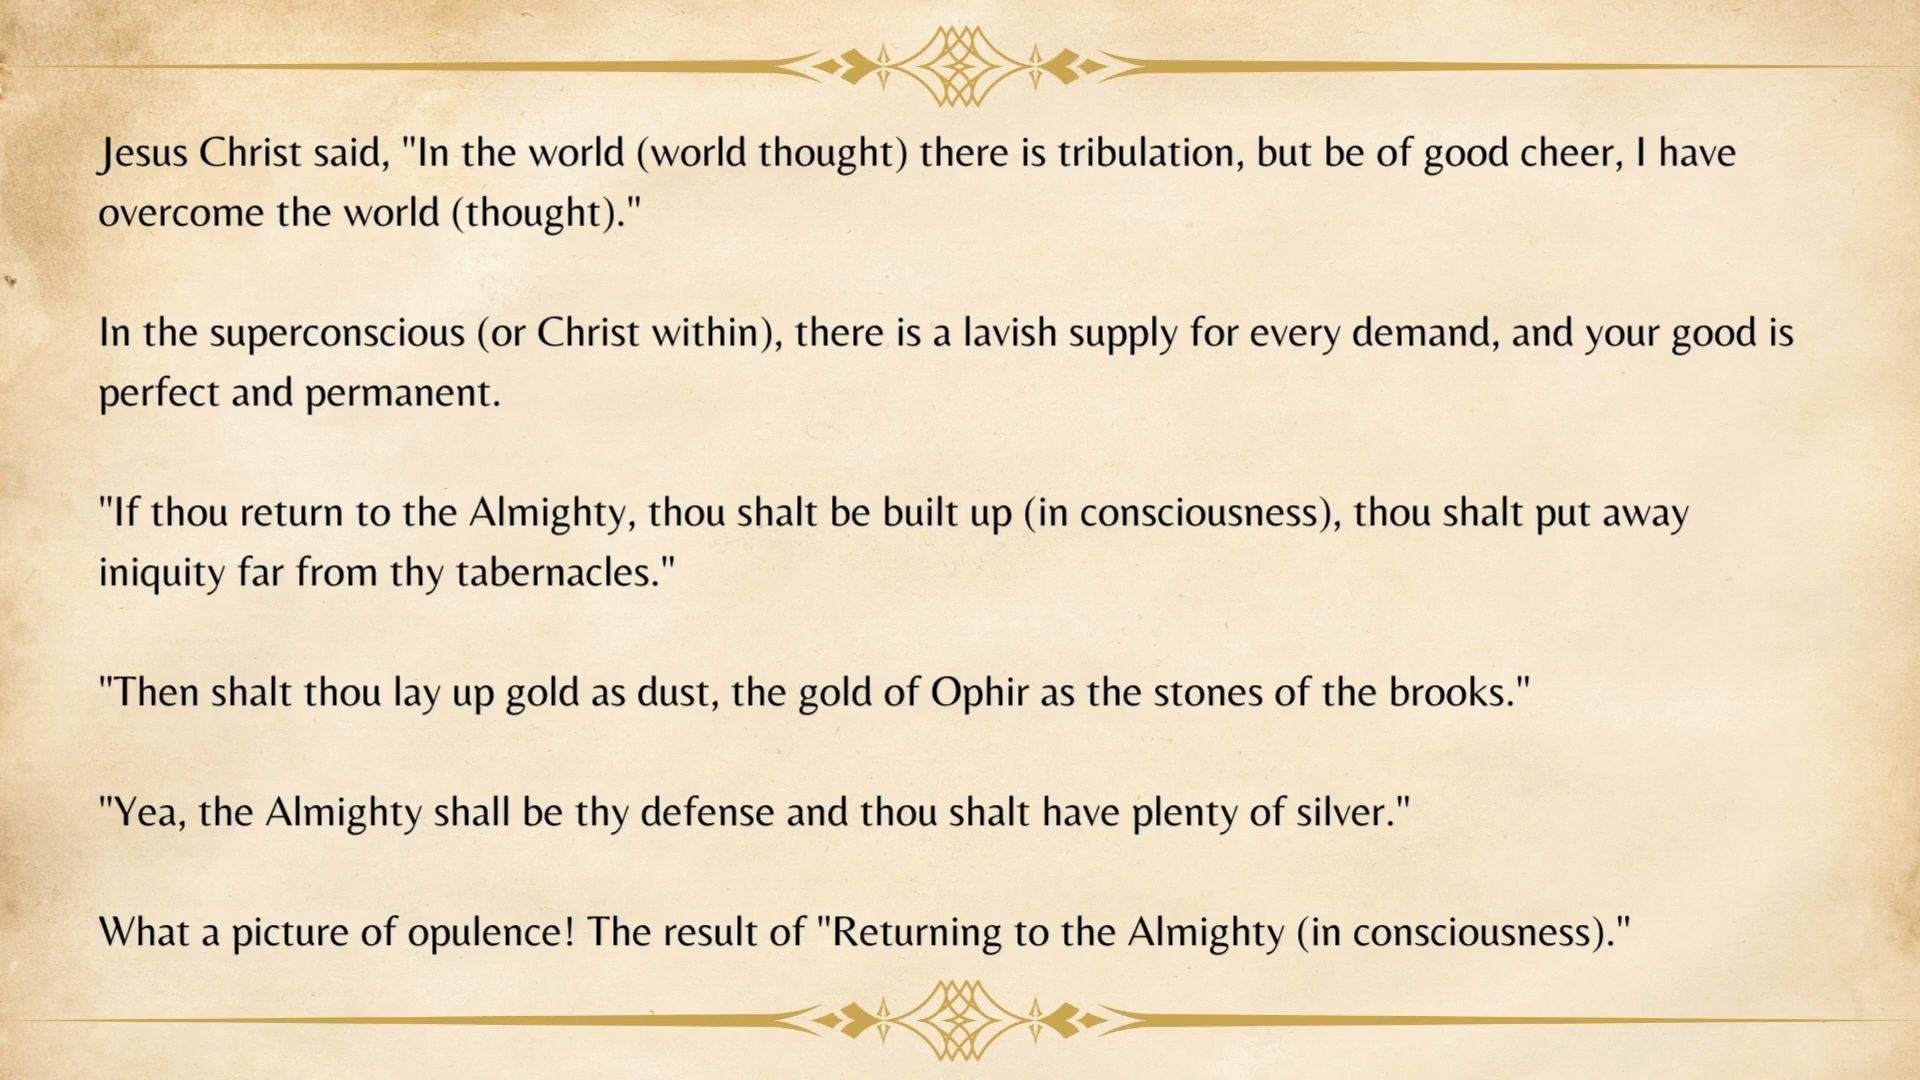 Jesus Christ said, "In the world (world thought) there is tribulation, but be of good cheer, I have
overcome the world (thought)."
In the superconscious (or Christ within), there is a lavish supply for every demand, and your good is
perfect and permanent.
"If thou return to the Almighty, thou shalt be built up (in consciousness), thou shalt put away
iniquity far from thy tabernacles."
"Then shalt thou lay up gold as dust, the gold of Ophir as the stones of the brooks."
"Yea, the Almighty shall be thy defense and thou shalt have plenty of silver."
What a picture of opulence! The result of "Returning to the Almighty (in consciousness)."